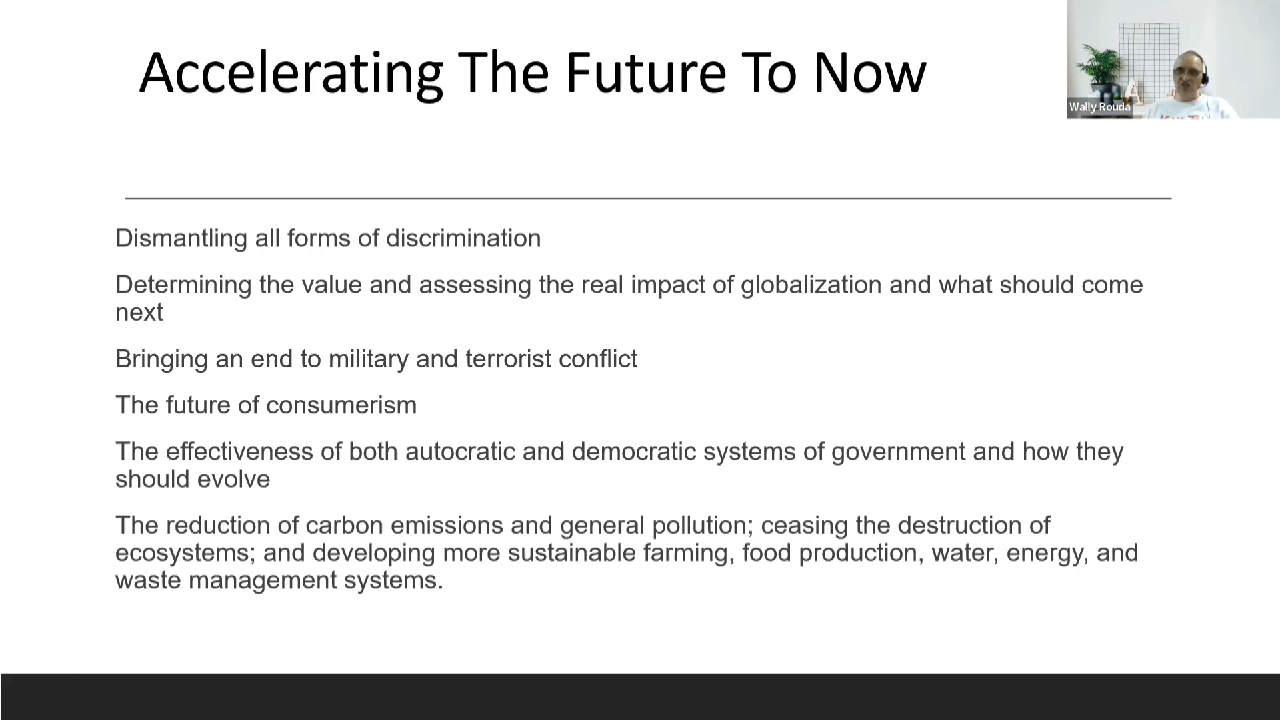 Accelerating The Future To Now
Wally Rouda
Dismantling all forms of discrimination
Determining the value and assessing the real impact of globalization and what should come
next
Bringing an end to military and terrorist conflict
The future of consumerism
The effectiveness of both autocratic and democratic systems of government and how they
should evolve
The reduction of carbon emissions and general pollution; ceasing the destruction of
ecosystems; and developing more sustainable farming, food production, water, energy, and
waste management systems.